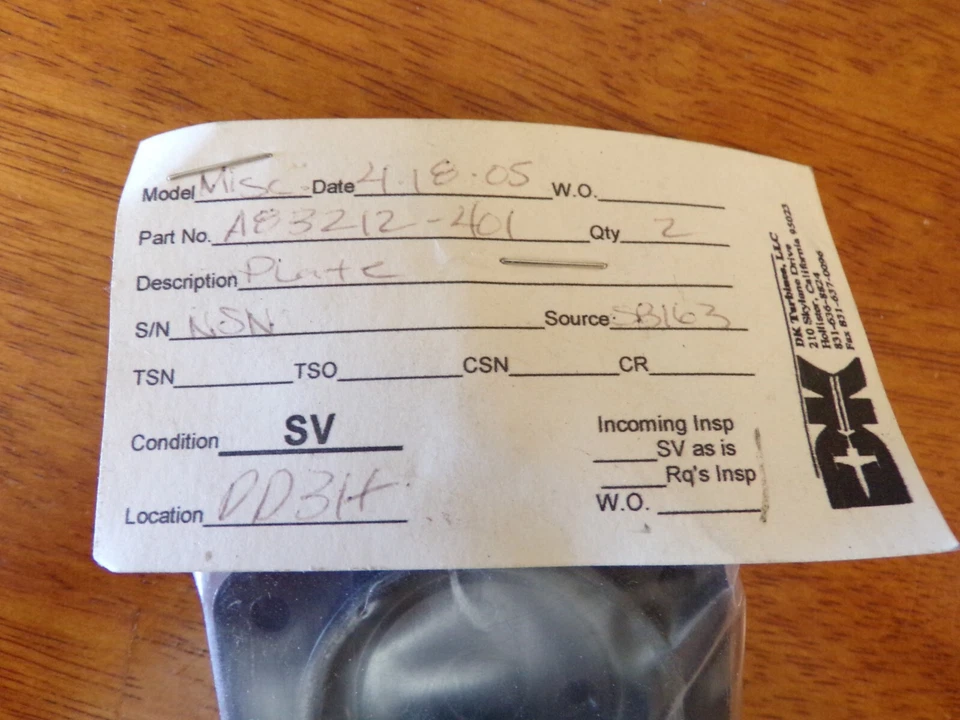 Model Misc Date 4.18.05 W.O.
Part No. A83212-401 Qty 2
Description Plate
S/N NSN Source SB163
TSN TSO CSN CR
Condition SV
Location DD3H
Incoming Insp
SV as is
Rq's Insp
W.O.
DK Turbines, LLC
210 Skylane Drive
Hollister, California 95023
831-636-8824
Fax 831-637-0096
DK